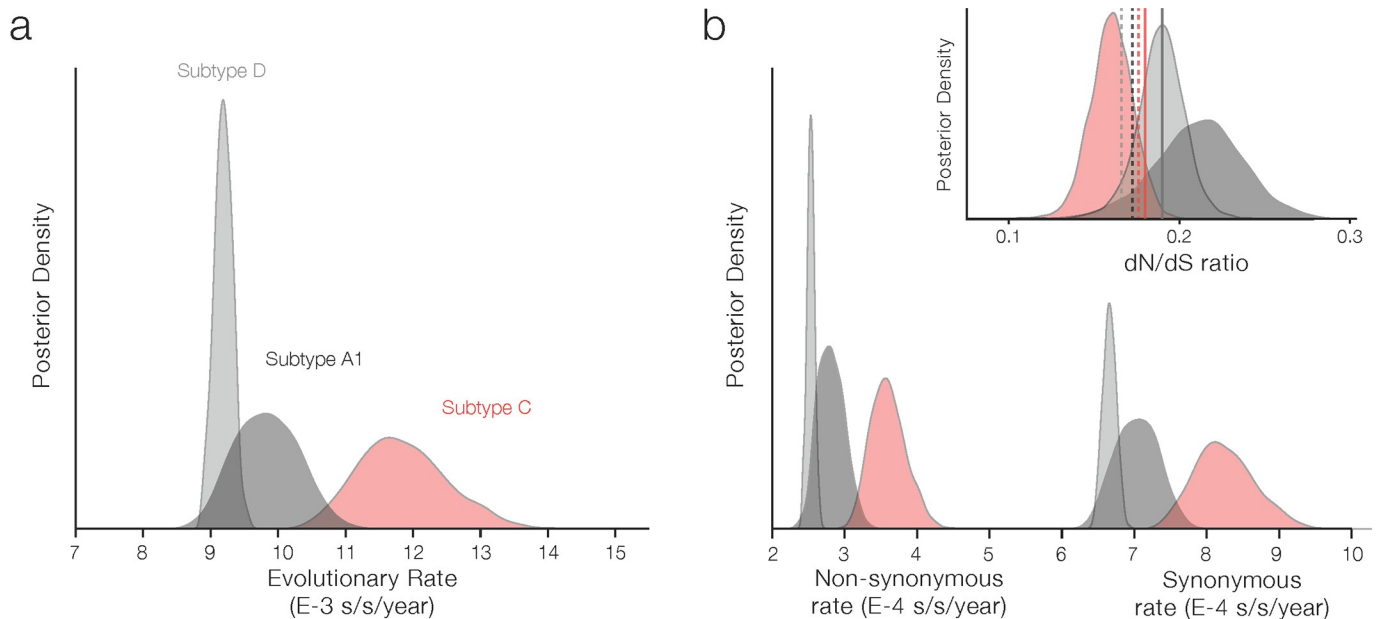 a
Subtype D
Subtype A1
Subtype C
Posterior Density
7 8 9 10 11 12 13 14 15
Evolutionary Rate
(E-3 s/s/year)
b
Posterior Density
0.1 0.2 0.3
dN/dS ratio
Posterior Density
2 3 4 5 6 7 8 9 10
Non-synonymous
rate (E-4 s/s/year)
Synonymous
rate (E-4 s/s/year)